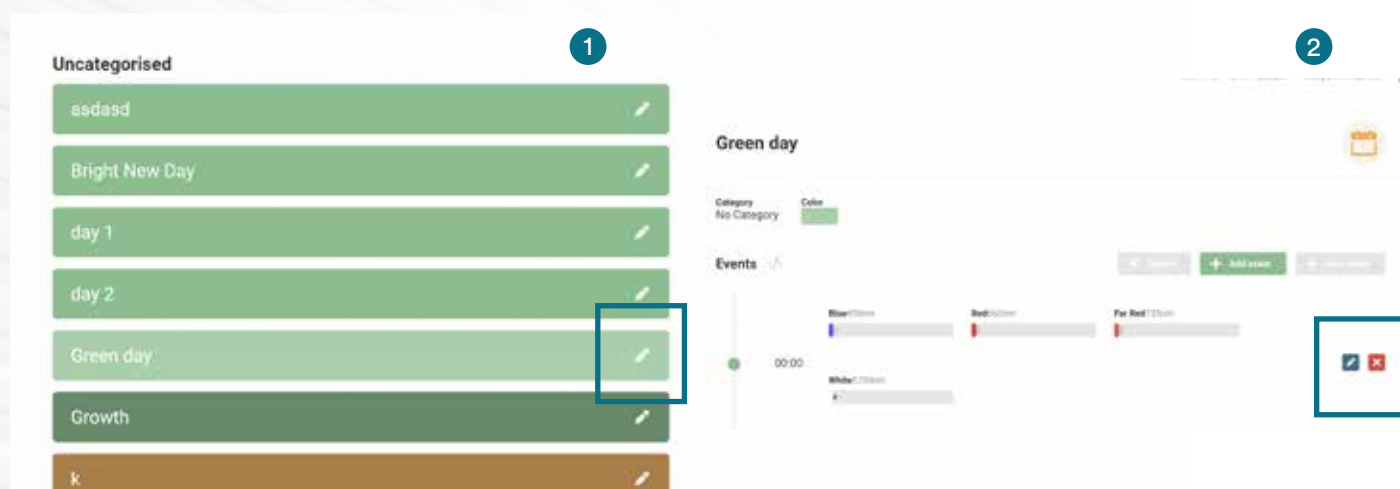 1
Uncategorised
asdasd
Bright New Day
day 1
day 2
Green day
Growth
k
2
Green day
Category
Color
No Category
Events
Add event
Blue
Red
Far Red
00:00
White